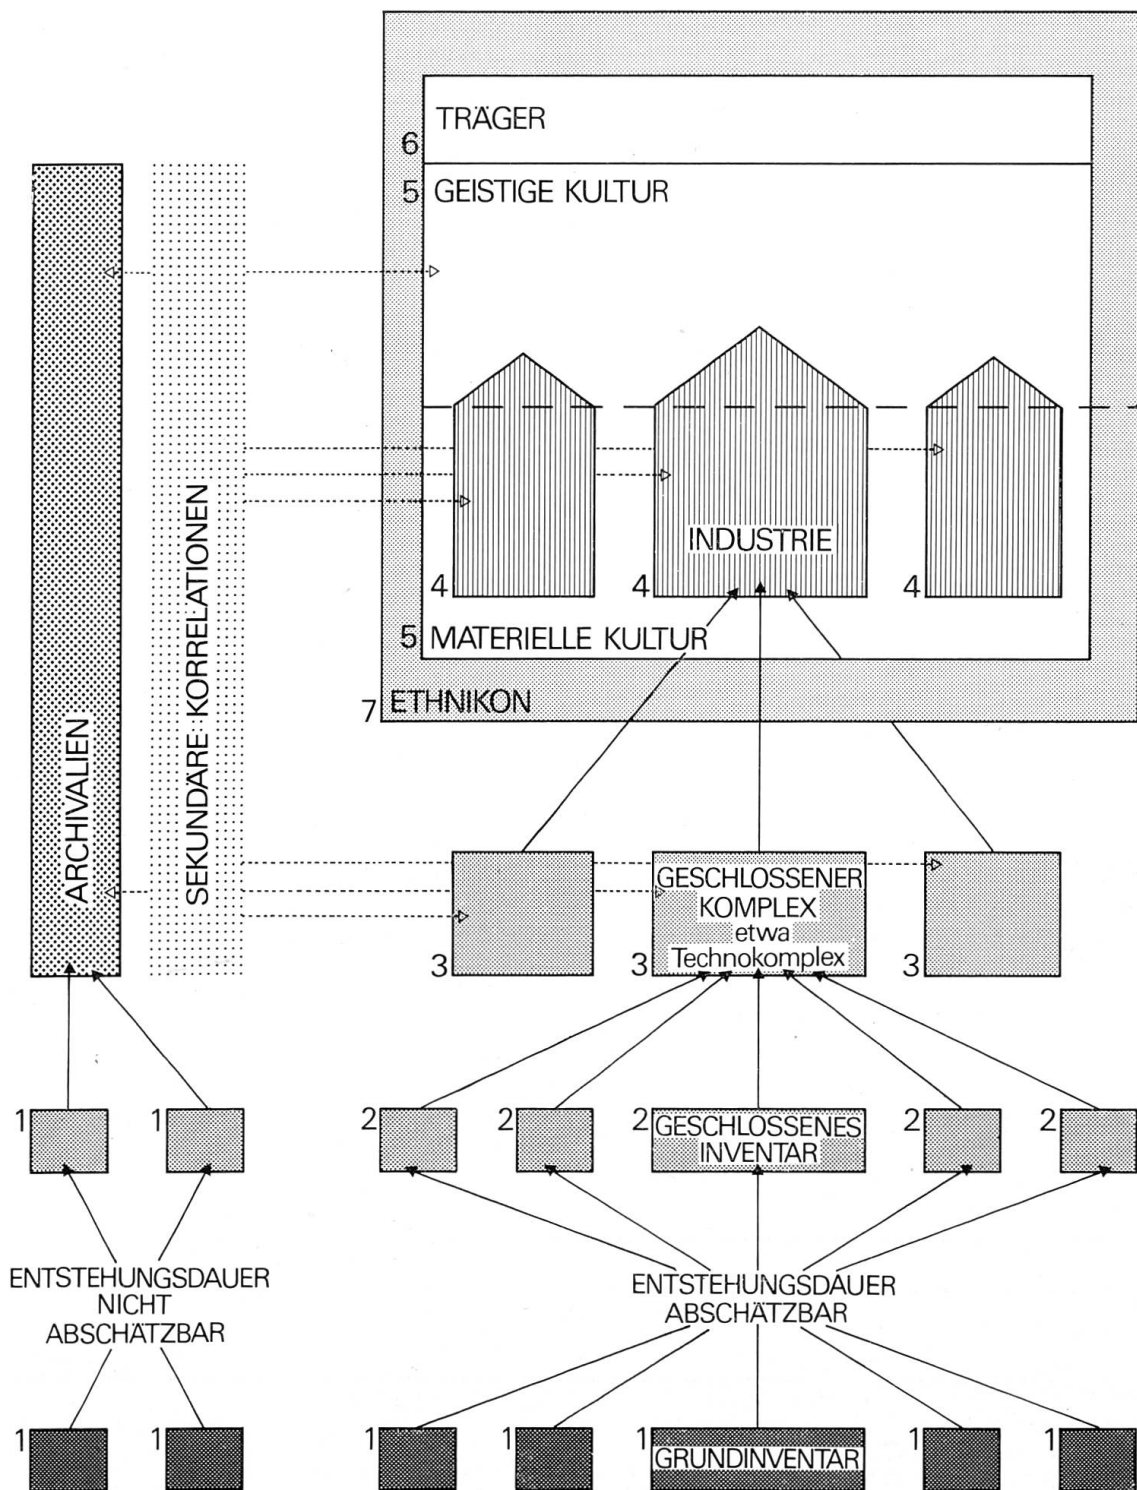 6 TRÄGER
5 GEISTIGE KULTUR
INDUSTRIE
4
4
4
5 MATERIELLE KULTUR
7 ETHNIKON
ARCHIVALIEN
SEKUNDÄRE KORRELATIONEN
GESCHLOSSENER
KOMPLEX
etwa
Technokomplex
3
3
3
1
1
2
2
2 GESCHLOSSENES
INVENTAR
2
2
ENTSTEHUNGSDAUER
NICHT
ABSCHÄTZBAR
ENTSTEHUNGSDAUER
ABSCHÄTZBAR
1
1
1
1
1 GRUNDINVENTAR
1
1